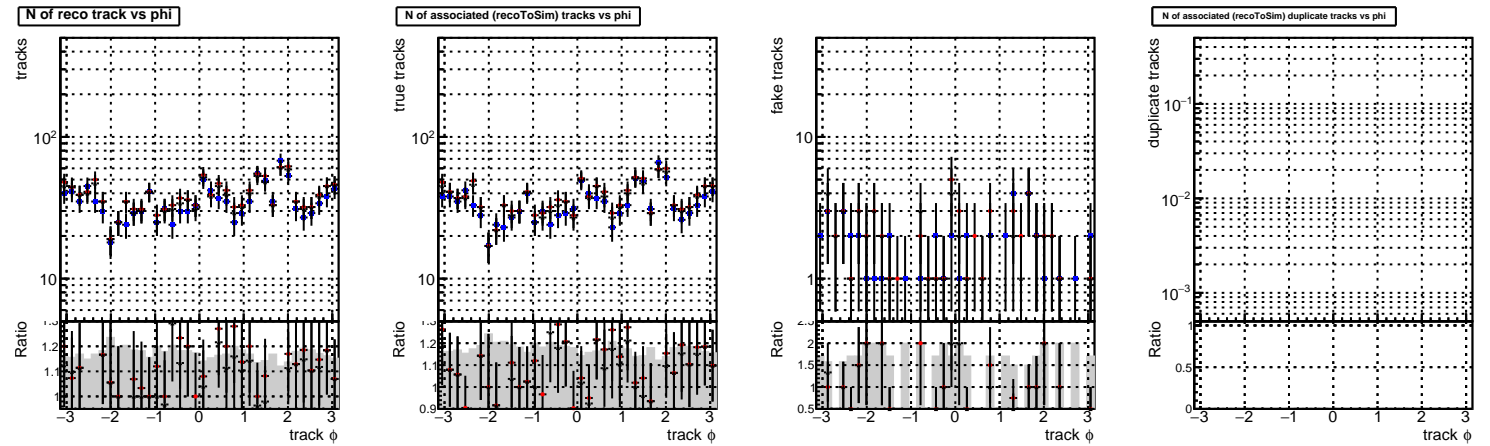 N of reco track vs phi
tracks
10²
10
Ratio
1.3
1.2
1.1
1
−3 −2 −1 0 1 2 3
track ϕ
N of associated (recoToSim) tracks vs phi
true tracks
10²
10
Ratio
1.3
1.2
1.1
1
0.9
−3 −2 −1 0 1 2 3
track ϕ
fake tracks
10
1
Ratio
2.5
2
1.5
1
0.5
−3 −2 −1 0 1 2 3
track ϕ
N of associated (recoToSim) duplicate tracks vs phi
duplicate tracks
10⁻¹
10⁻²
10⁻³
Ratio
1
0.5
0
−3 −2 −1 0 1 2 3
track ϕ